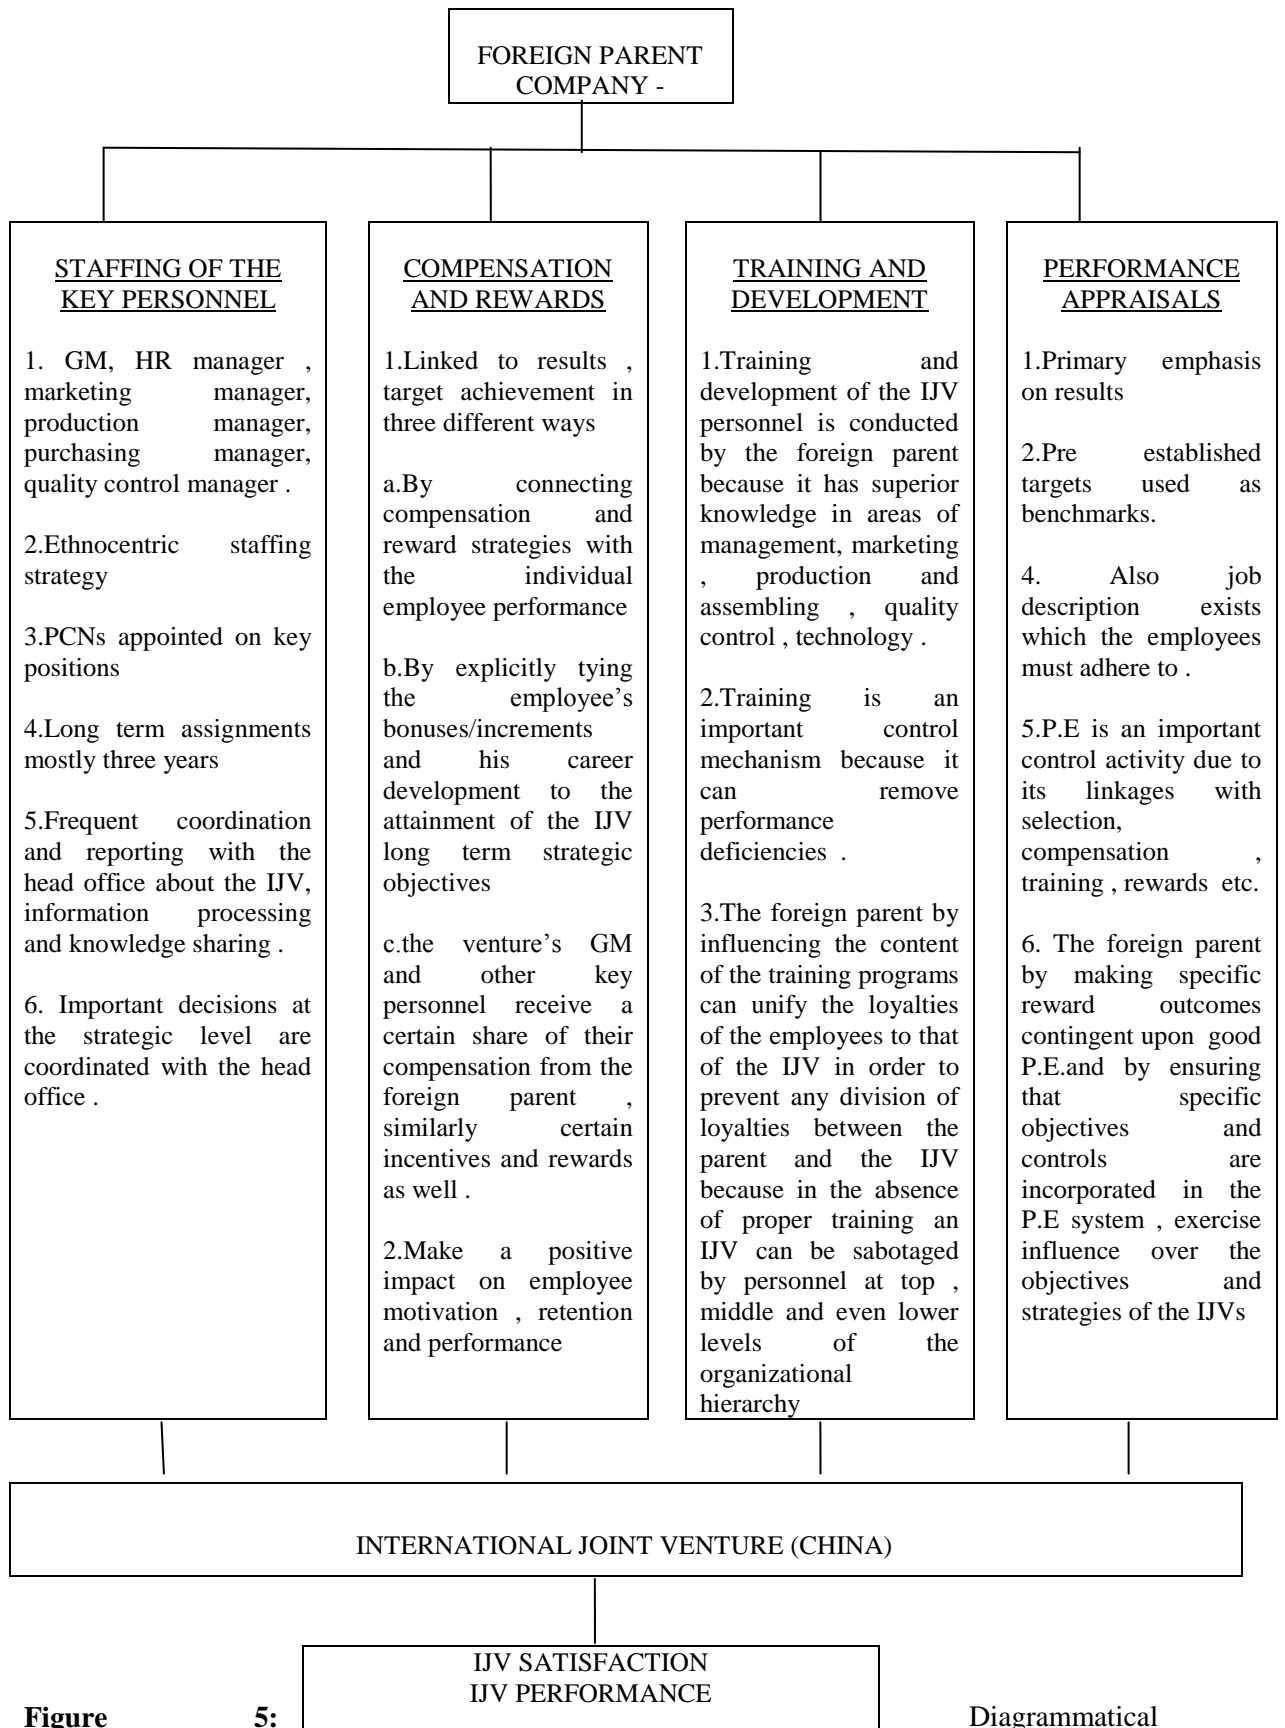 FOREIGN PARENT
COMPANY -
STAFFING OF THE
KEY PERSONNEL
1. GM, HR manager ,
marketing manager,
production manager,
purchasing manager,
quality control manager .
2.Ethnocentric staffing
strategy
3.PCNs appointed on key
positions
4.Long term assignments
mostly three years
5.Frequent coordination
and reporting with the
head office about the IJV,
information processing
and knowledge sharing .
6. Important decisions at
the strategic level are
coordinated with the head
office .
COMPENSATION
AND REWARDS
1.Linked to results ,
target achievement in
three different ways
a.By connecting
compensation and
reward strategies with
the individual
employee performance
b.By explicitly tying
the employee’s
bonuses/increments
and his career
development to the
attainment of the IJV
long term strategic
objectives
c.the venture’s GM
and other key
personnel receive a
certain share of their
compensation from the
foreign parent ,
similarly certain
incentives and rewards
as well .
2.Make a positive
impact on employee
motivation , retention
and performance
TRAINING AND
DEVELOPMENT
1.Training and
development of the IJV
personnel is conducted
by the foreign parent
because it has superior
knowledge in areas of
management, marketing
, production and
assembling , quality
control , technology .
2.Training is an
important control
mechanism because it
can remove
performance
deficiencies .
3.The foreign parent by
influencing the content
of the training programs
can unify the loyalties
of the employees to that
of the IJV in order to
prevent any division of
loyalties between the
parent and the IJV
because in the absence
of proper training an
IJV can be sabotaged
by personnel at top ,
middle and even lower
levels of the
organizational
hierarchy
PERFORMANCE
APPRAISALS
1.Primary emphasis
on results
2.Pre established
targets used as
benchmarks.
4. Also job
description exists
which the employees
must adhere to .
5.P.E is an important
control activity due to
its linkages with
selection,
compensation ,
training , rewards etc.
6. The foreign parent
by making specific
reward outcomes
contingent upon good
P.E.and by ensuring
that specific
objectives and
controls are
incorporated in the
P.E system , exercise
influence over the
objectives and
strategies of the IJVs
INTERNATIONAL JOINT VENTURE (CHINA)
IJV SATISFACTION
IJV PERFORMANCE
Figure 5: Diagrammatical